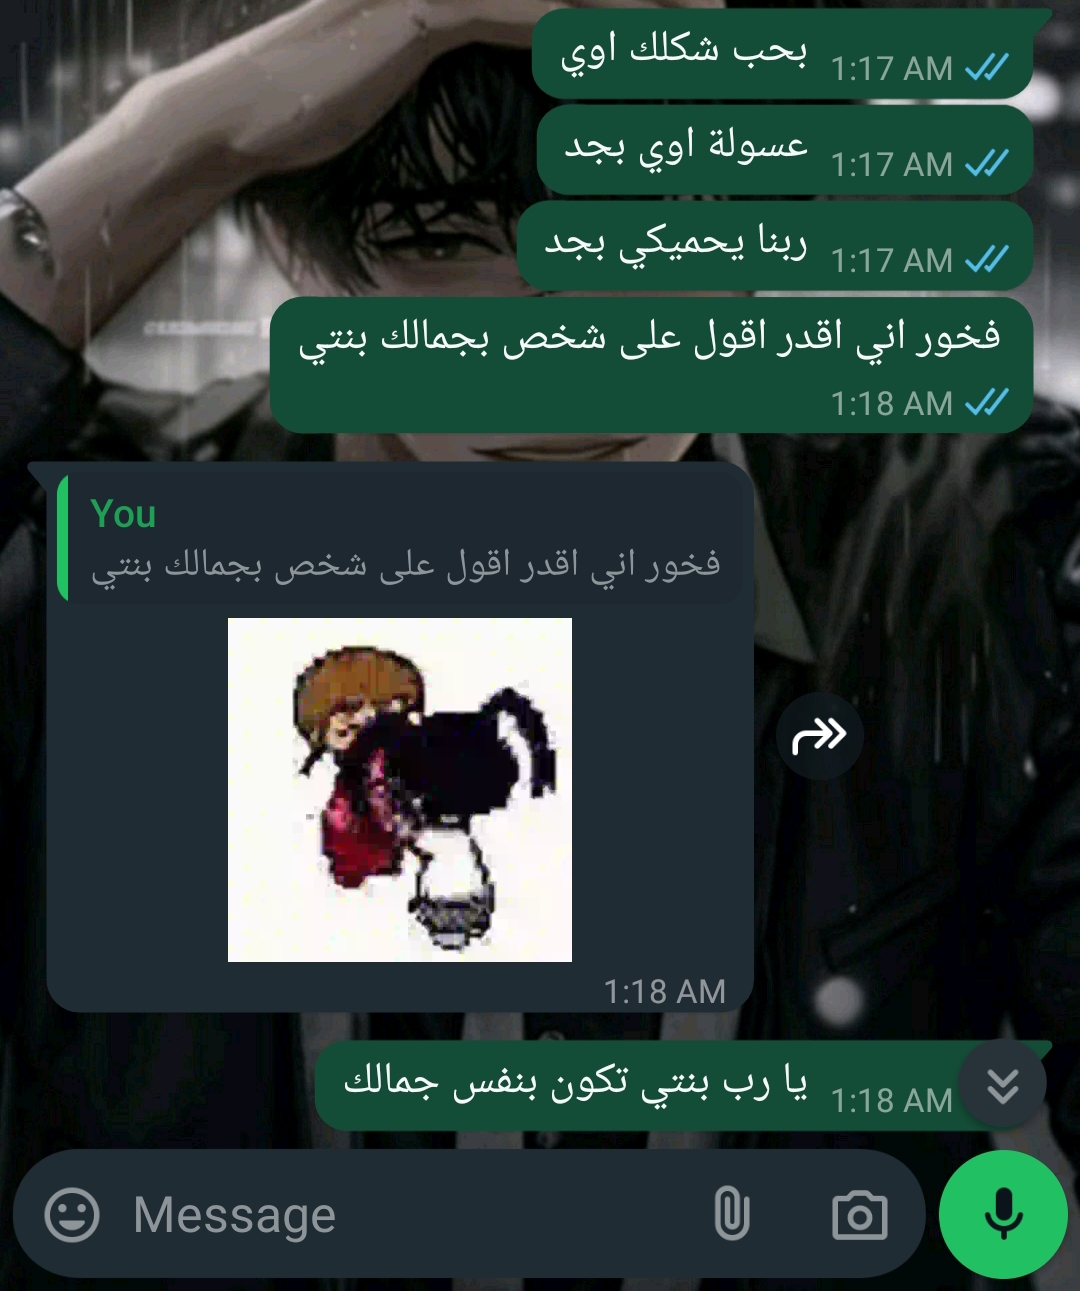 بحب شكلك اوي
1:17 AM
عسولة اوي بجد
1:17 AM
ربنا يحميكي بجد
1:17 AM
فخور اني اقدر اقول على شخص بجمالك بنتي
1:18 AM
You
فخور اني اقدر اقول على شخص بجمالك بنتي
1:18 AM
يا رب بنتي تكون بنفس جمالك
1:18 AM
Message